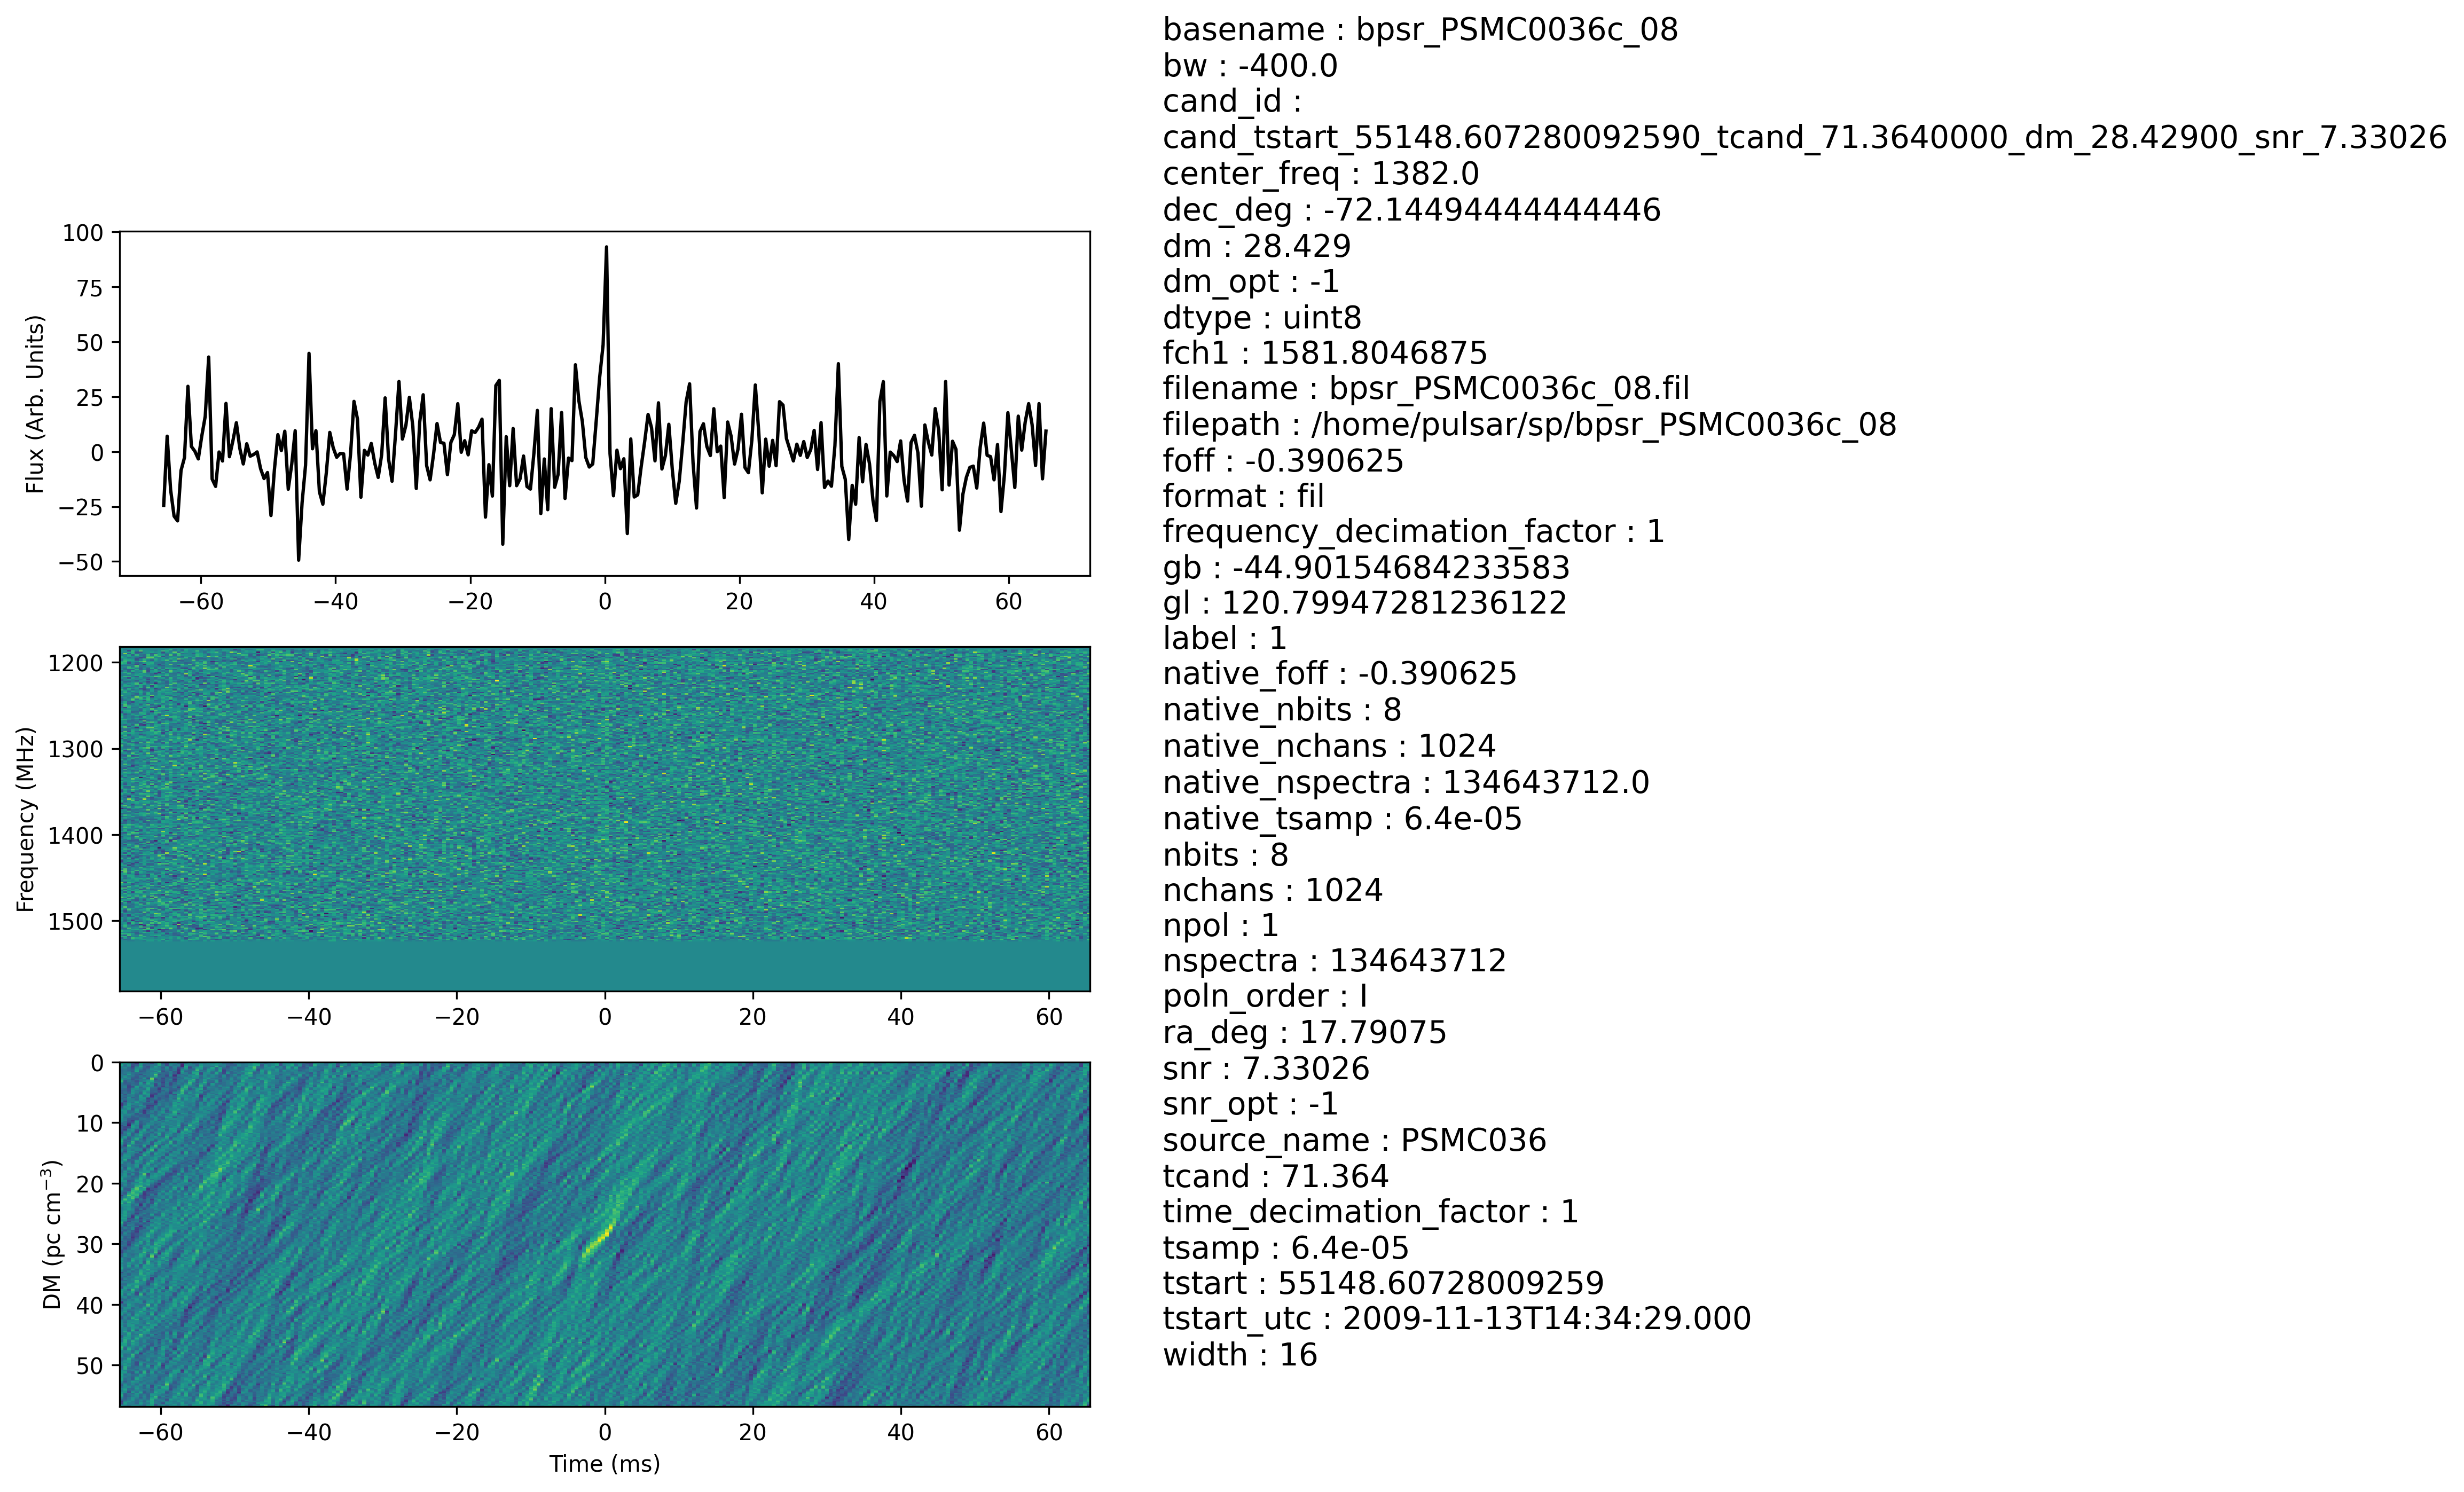 basename : bpsr_PSMC0036c_08
bw : -400.0
cand_id :
cand_tstart_55148.607280092590_tcand_71.3640000_dm_28.42900_snr_7.33026
center_freq : 1382.0
dec_deg : -72.14494444444446
dm : 28.429
dm_opt : -1
dtype : uint8
fch1 : 1581.8046875
filename : bpsr_PSMC0036c_08.fil
filepath : /home/pulsar/sp/bpsr_PSMC0036c_08
foff : -0.390625
format : fil
frequency_decimation_factor : 1
gb : -44.90154684233583
gl : 120.79947281236122
label : 1
native_foff : -0.390625
native_nbits : 8
native_nchans : 1024
native_nspectra : 134643712.0
native_tsamp : 6.4e-05
nbits : 8
nchans : 1024
npol : 1
nspectra : 134643712
poln_order : I
ra_deg : 17.79075
snr : 7.33026
snr_opt : -1
source_name : PSMC036
tcand : 71.364
time_decimation_factor : 1
tsamp : 6.4e-05
tstart : 55148.60728009259
tstart_utc : 2009-11-13T14:34:29.000
width : 16
Flux (Arb. Units)
100
75
50
25
0
−25
−50
−60 −40 −20 0 20 40 60
Frequency (MHz)
1200
1300
1400
1500
−60 −40 −20 0 20 40 60
DM (pc cm⁻³)
0
10
20
30
40
50
−60 −40 −20 0 20 40 60
Time (ms)